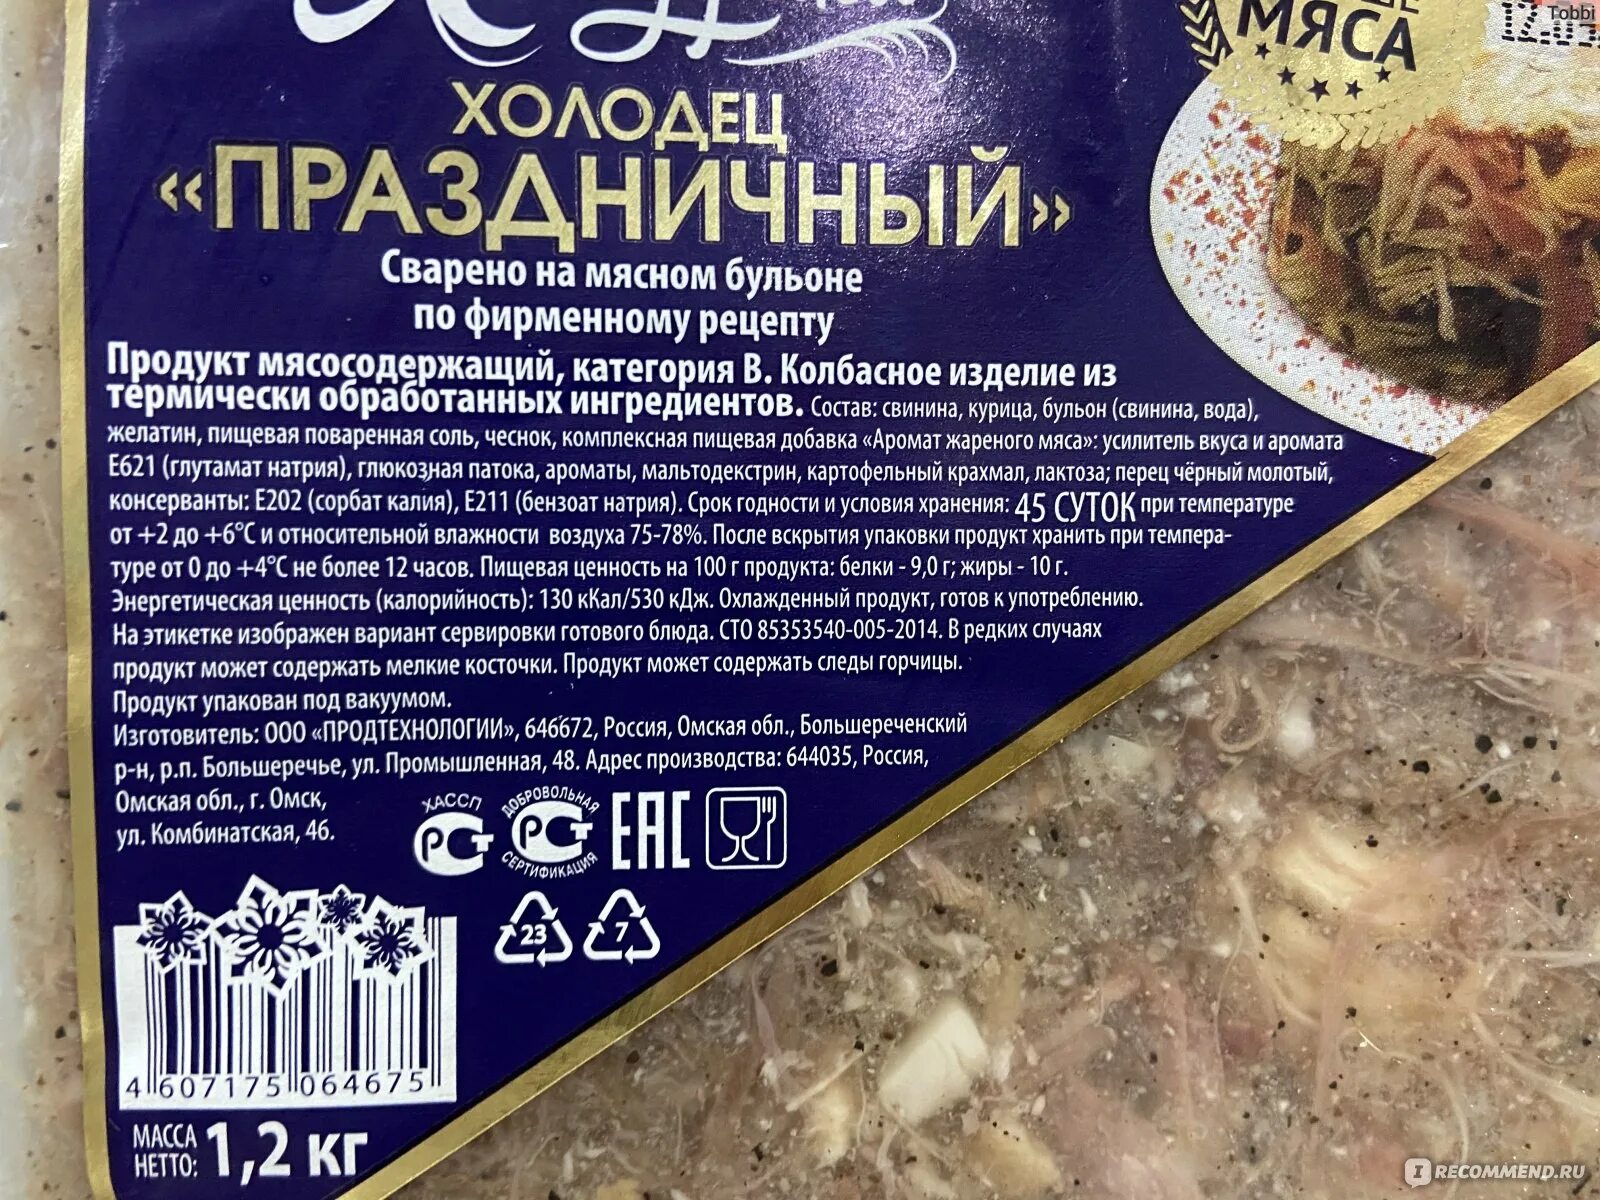 МЯСА
Tobbi
ХОЛОДЕЦ
«ПРАЗДНИЧНЫЙ»
Сварено на мясном бульоне
по фирменному рецепту
Продукт мясосодержащий, категория В. Колбасное изделие из
термически обработанных ингредиентов. Состав: свинина, курица, бульон (свинина, вода),
желатин, пищевая поваренная соль, чеснок, комплексная пищевая добавка «Аромат жареного мяса»: усилитель вкуса и аромата
Е621 (глутамат натрия), глюкозная патока, ароматы, мальтодекстрин, картофельный крахмал, лактоза; перец чёрный молотый,
консерванты: Е202 (сорбат калия), Е211 (бензоат натрия). Срок годности и условия хранения: 45 СУТОК при температуре
от +2 до +6°С и относительной влажности воздуха 75-78%. После вскрытия упаковки продукт хранить при темпера-
туре от 0 до +4°С не более 12 часов. Пищевая ценность на 100 г продукта: белки - 9,0 г; жиры - 10 г.
Энергетическая ценность (калорийность): 130 кКал/530 кДж. Охлажденный продукт, готов к употреблению.
На этикетке изображен вариант сервировки готового блюда. СТО 85353540-005-2014. В редких случаях
продукт может содержать мелкие косточки. Продукт может содержать следы горчицы.
Продукт упакован под вакуумом.
Изготовитель: ООО «ПРОДТЕХНОЛОГИИ», 646672, Россия, Омская обл., Большереченский
р-н, р.п. Большеречье, ул. Промышленная, 48. Адрес производства: 644035, Россия,
Омская обл., г. Омск,
ул. Комбинатская, 46.
ХАССП
РСТ
ДОБРОВОЛЬНАЯ
РСТ
СЕРТИФИКАЦИЯ
ЕАС
23
7
4 607175 064675
МАССА
НЕТТО: 1,2 кг
IRECOMMEND.RU